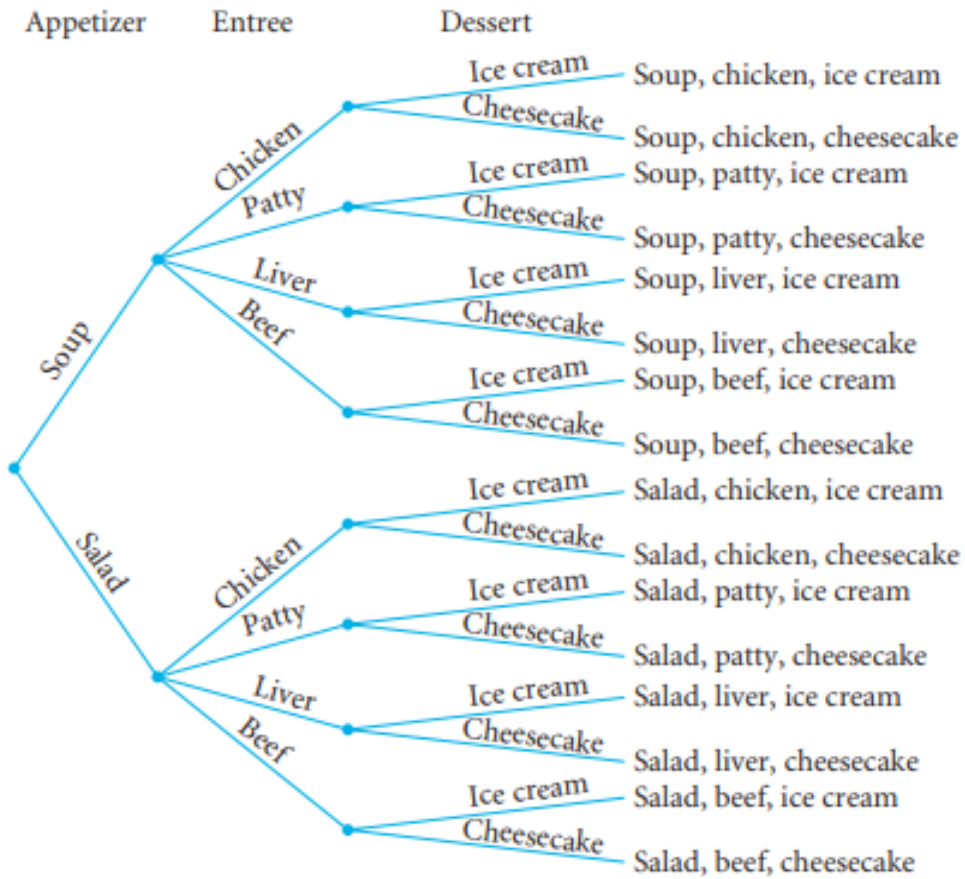 Appetizer Entree Dessert
Ice cream
Soup, chicken, ice cream
Cheesecake
Soup, chicken, cheesecake
Chicken
Ice cream
Soup, patty, ice cream
Patty
Cheesecake
Soup, patty, cheesecake
Liver
Ice cream
Soup, liver, ice cream
Cheesecake
Soup, liver, cheesecake
Beef
Soup
Ice cream
Soup, beef, ice cream
Cheesecake
Soup, beef, cheesecake
Ice cream
Salad, chicken, ice cream
Cheesecake
Salad, chicken, cheesecake
Salad
Chicken
Ice cream
Salad, patty, ice cream
Patty
Cheesecake
Salad, patty, cheesecake
Liver
Ice cream
Salad, liver, ice cream
Cheesecake
Salad, liver, cheesecake
Beef
Ice cream
Salad, beef, ice cream
Cheesecake
Salad, beef, cheesecake